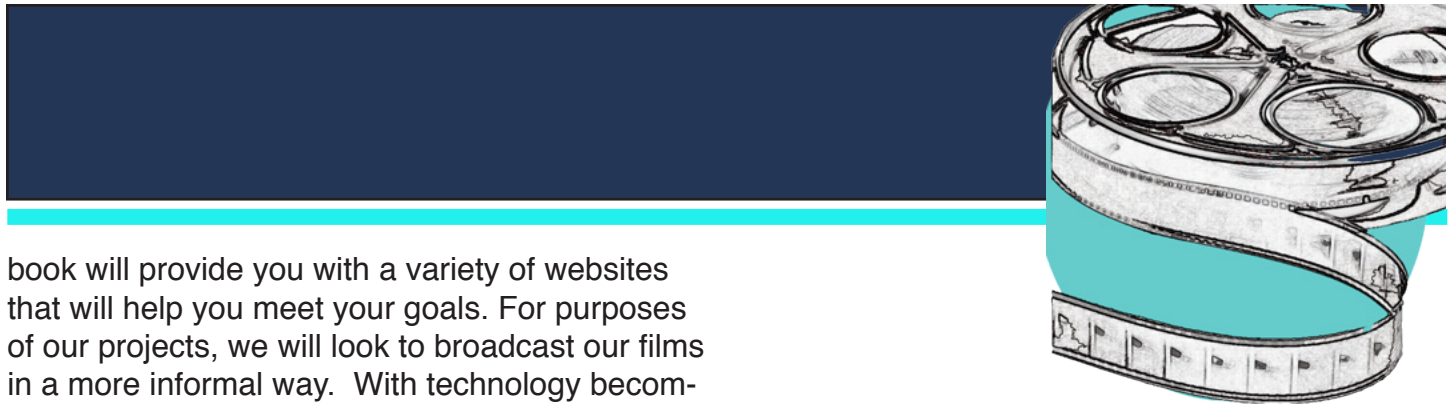 book will provide you with a variety of websites
that will help you meet your goals. For purposes
of our projects, we will look to broadcast our films
in a more informal way.  With technology becom-